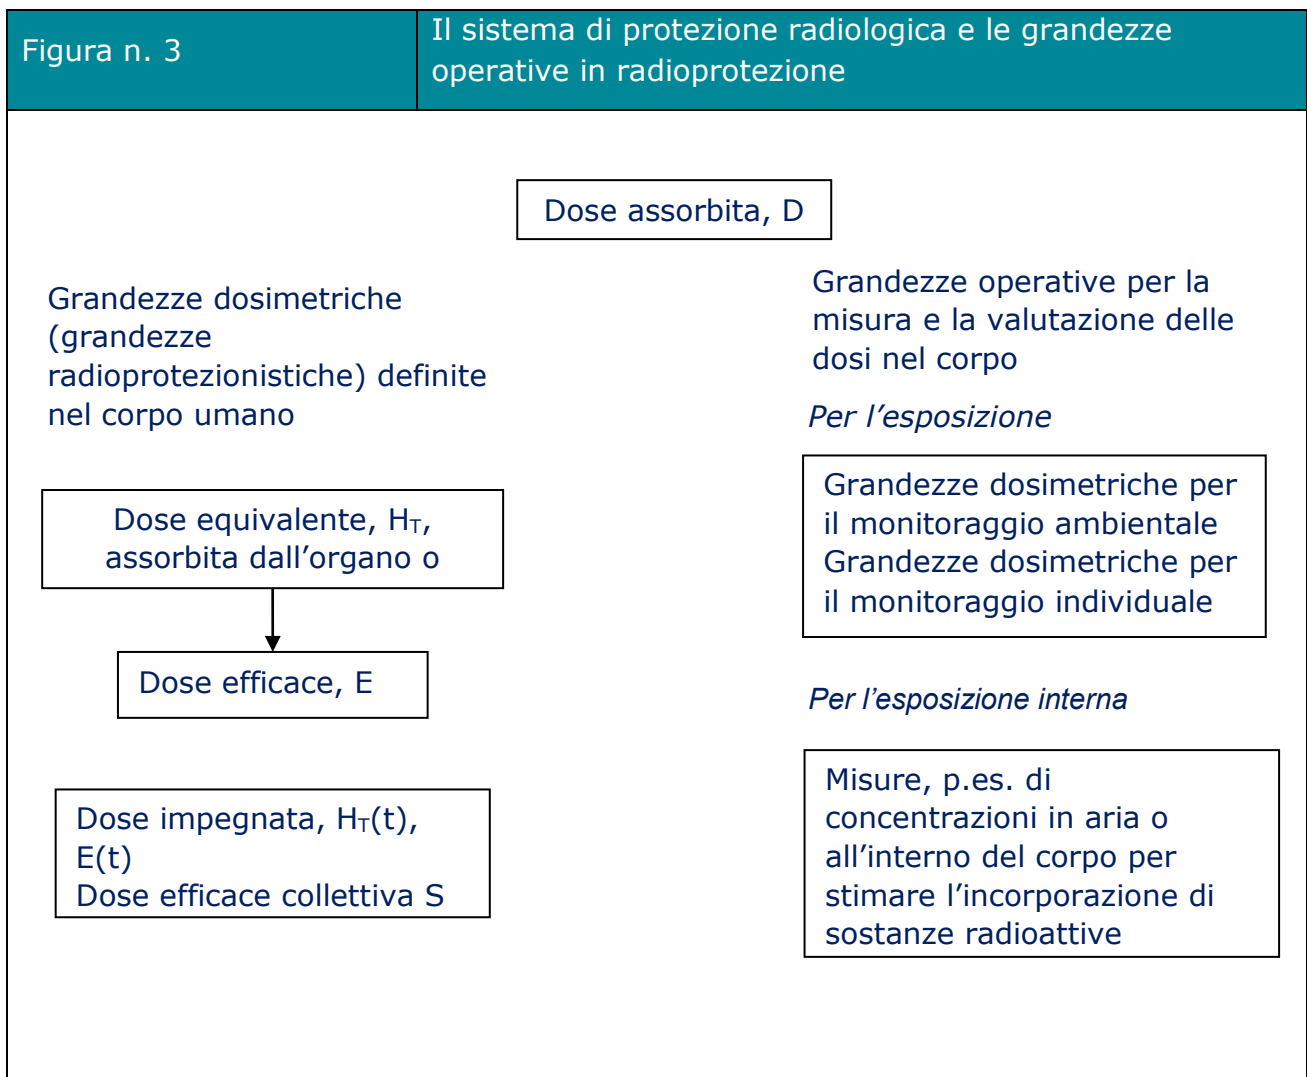 Figura n. 3
Il sistema di protezione radiologica e le grandezze
operative in radioprotezione
Dose assorbita, D
Grandezze dosimetriche
(grandezze
radioprotezionistiche) definite
nel corpo umano
Dose equivalente, H_T,
assorbita dall'organo o
Dose efficace, E
Dose impegnata, H_T(t),
E(t)
Dose efficace collettiva S
Grandezze operative per la
misura e la valutazione delle
dosi nel corpo
Per l'esposizione
Grandezze dosimetriche per
il monitoraggio ambientale
Grandezze dosimetriche per
il monitoraggio individuale
Per l'esposizione interna
Misure, p.es. di
concentrazioni in aria o
all'interno del corpo per
stimare l'incorporazione di
sostanze radioattive